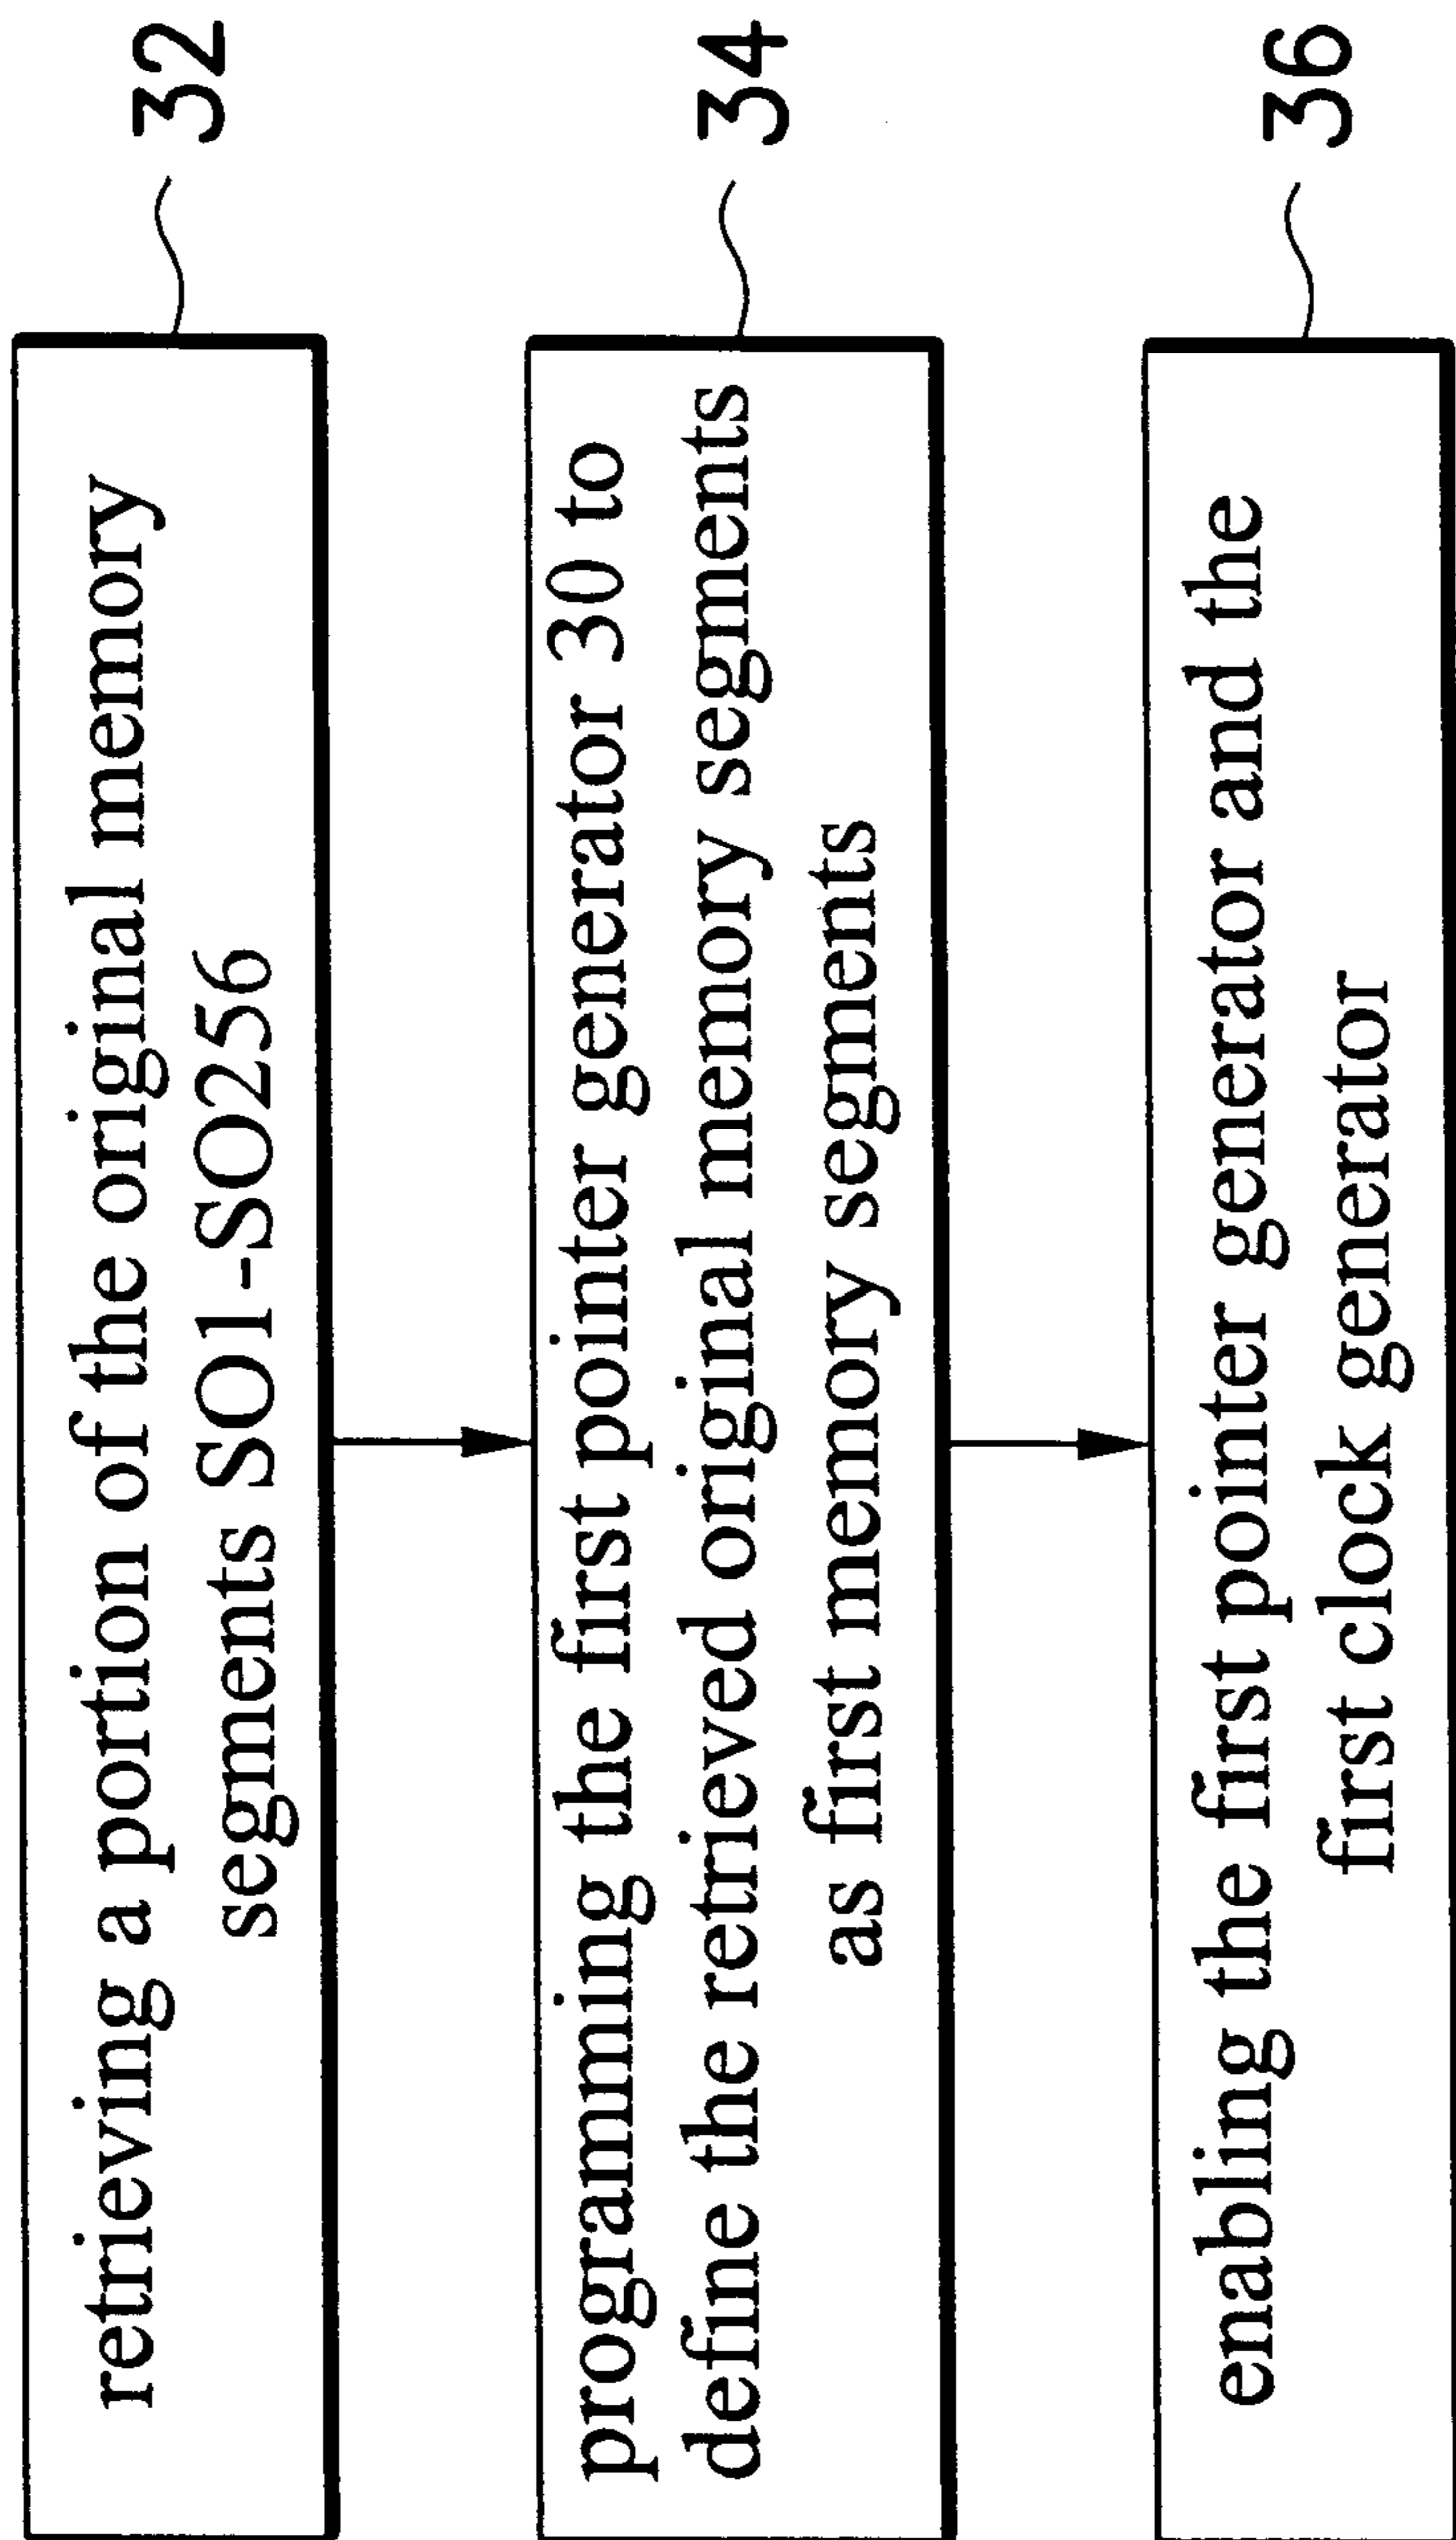 retrieving a portion of the original memory
segments SO1-SO256
32
programming the first pointer generator 30 to
define the retrieved original memory segments
as first memory segments
34
enabling the first pointer generator and the
first clock generator
36